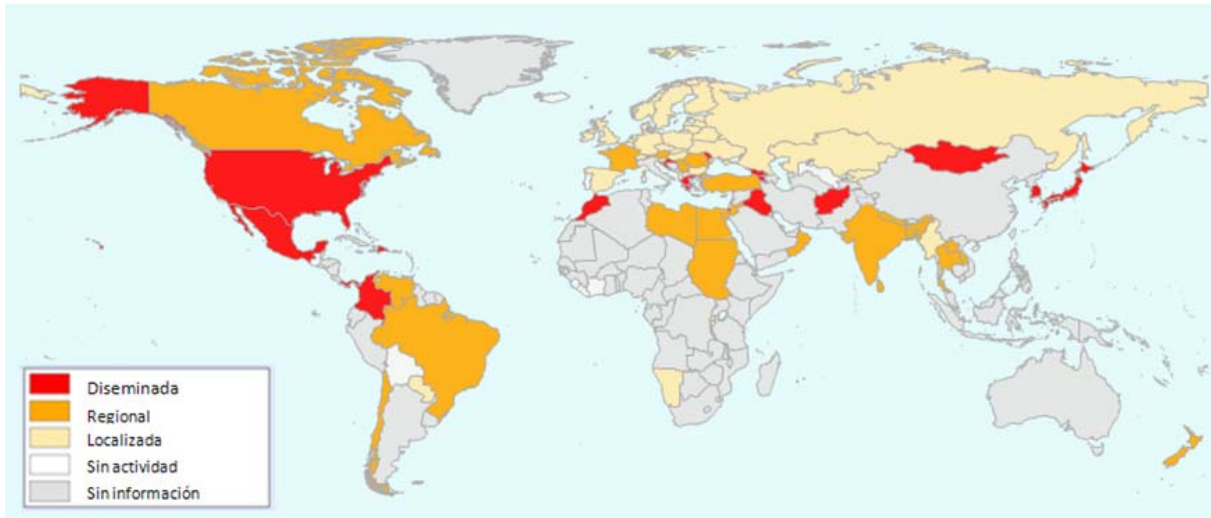 Diseminada
Regional
Localizada
Sin actividad
Sin información